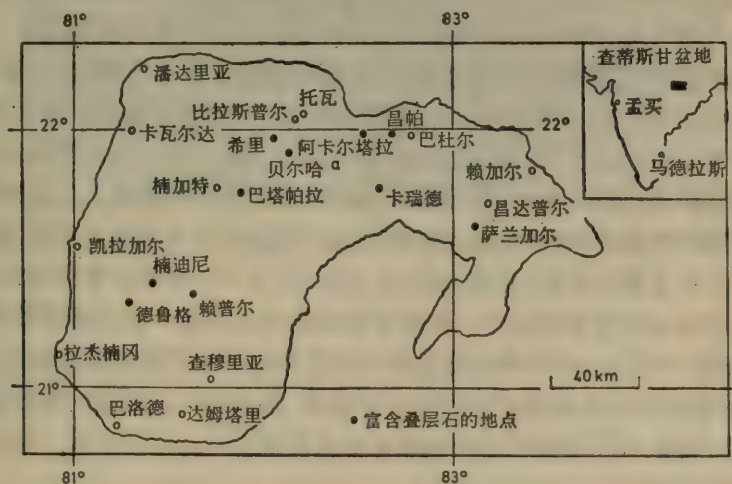 81°
83°
查蒂斯甘盆地
潘达里亚
孟买
托瓦
比拉斯普尔
昌帕
22°
22°
卡瓦尔达
希里
阿卡尔塔拉
巴杜尔
马德拉斯
贝尔哈
赖加尔
楠加特
巴塔帕拉
卡瑞德
昌达普尔
萨兰加尔
凯拉加尔
楠迪尼
德鲁格
赖普尔
拉杰楠冈
查穆里亚
21°
40 km
巴洛德
达姆塔里
富含叠层石的地点
81°
83°